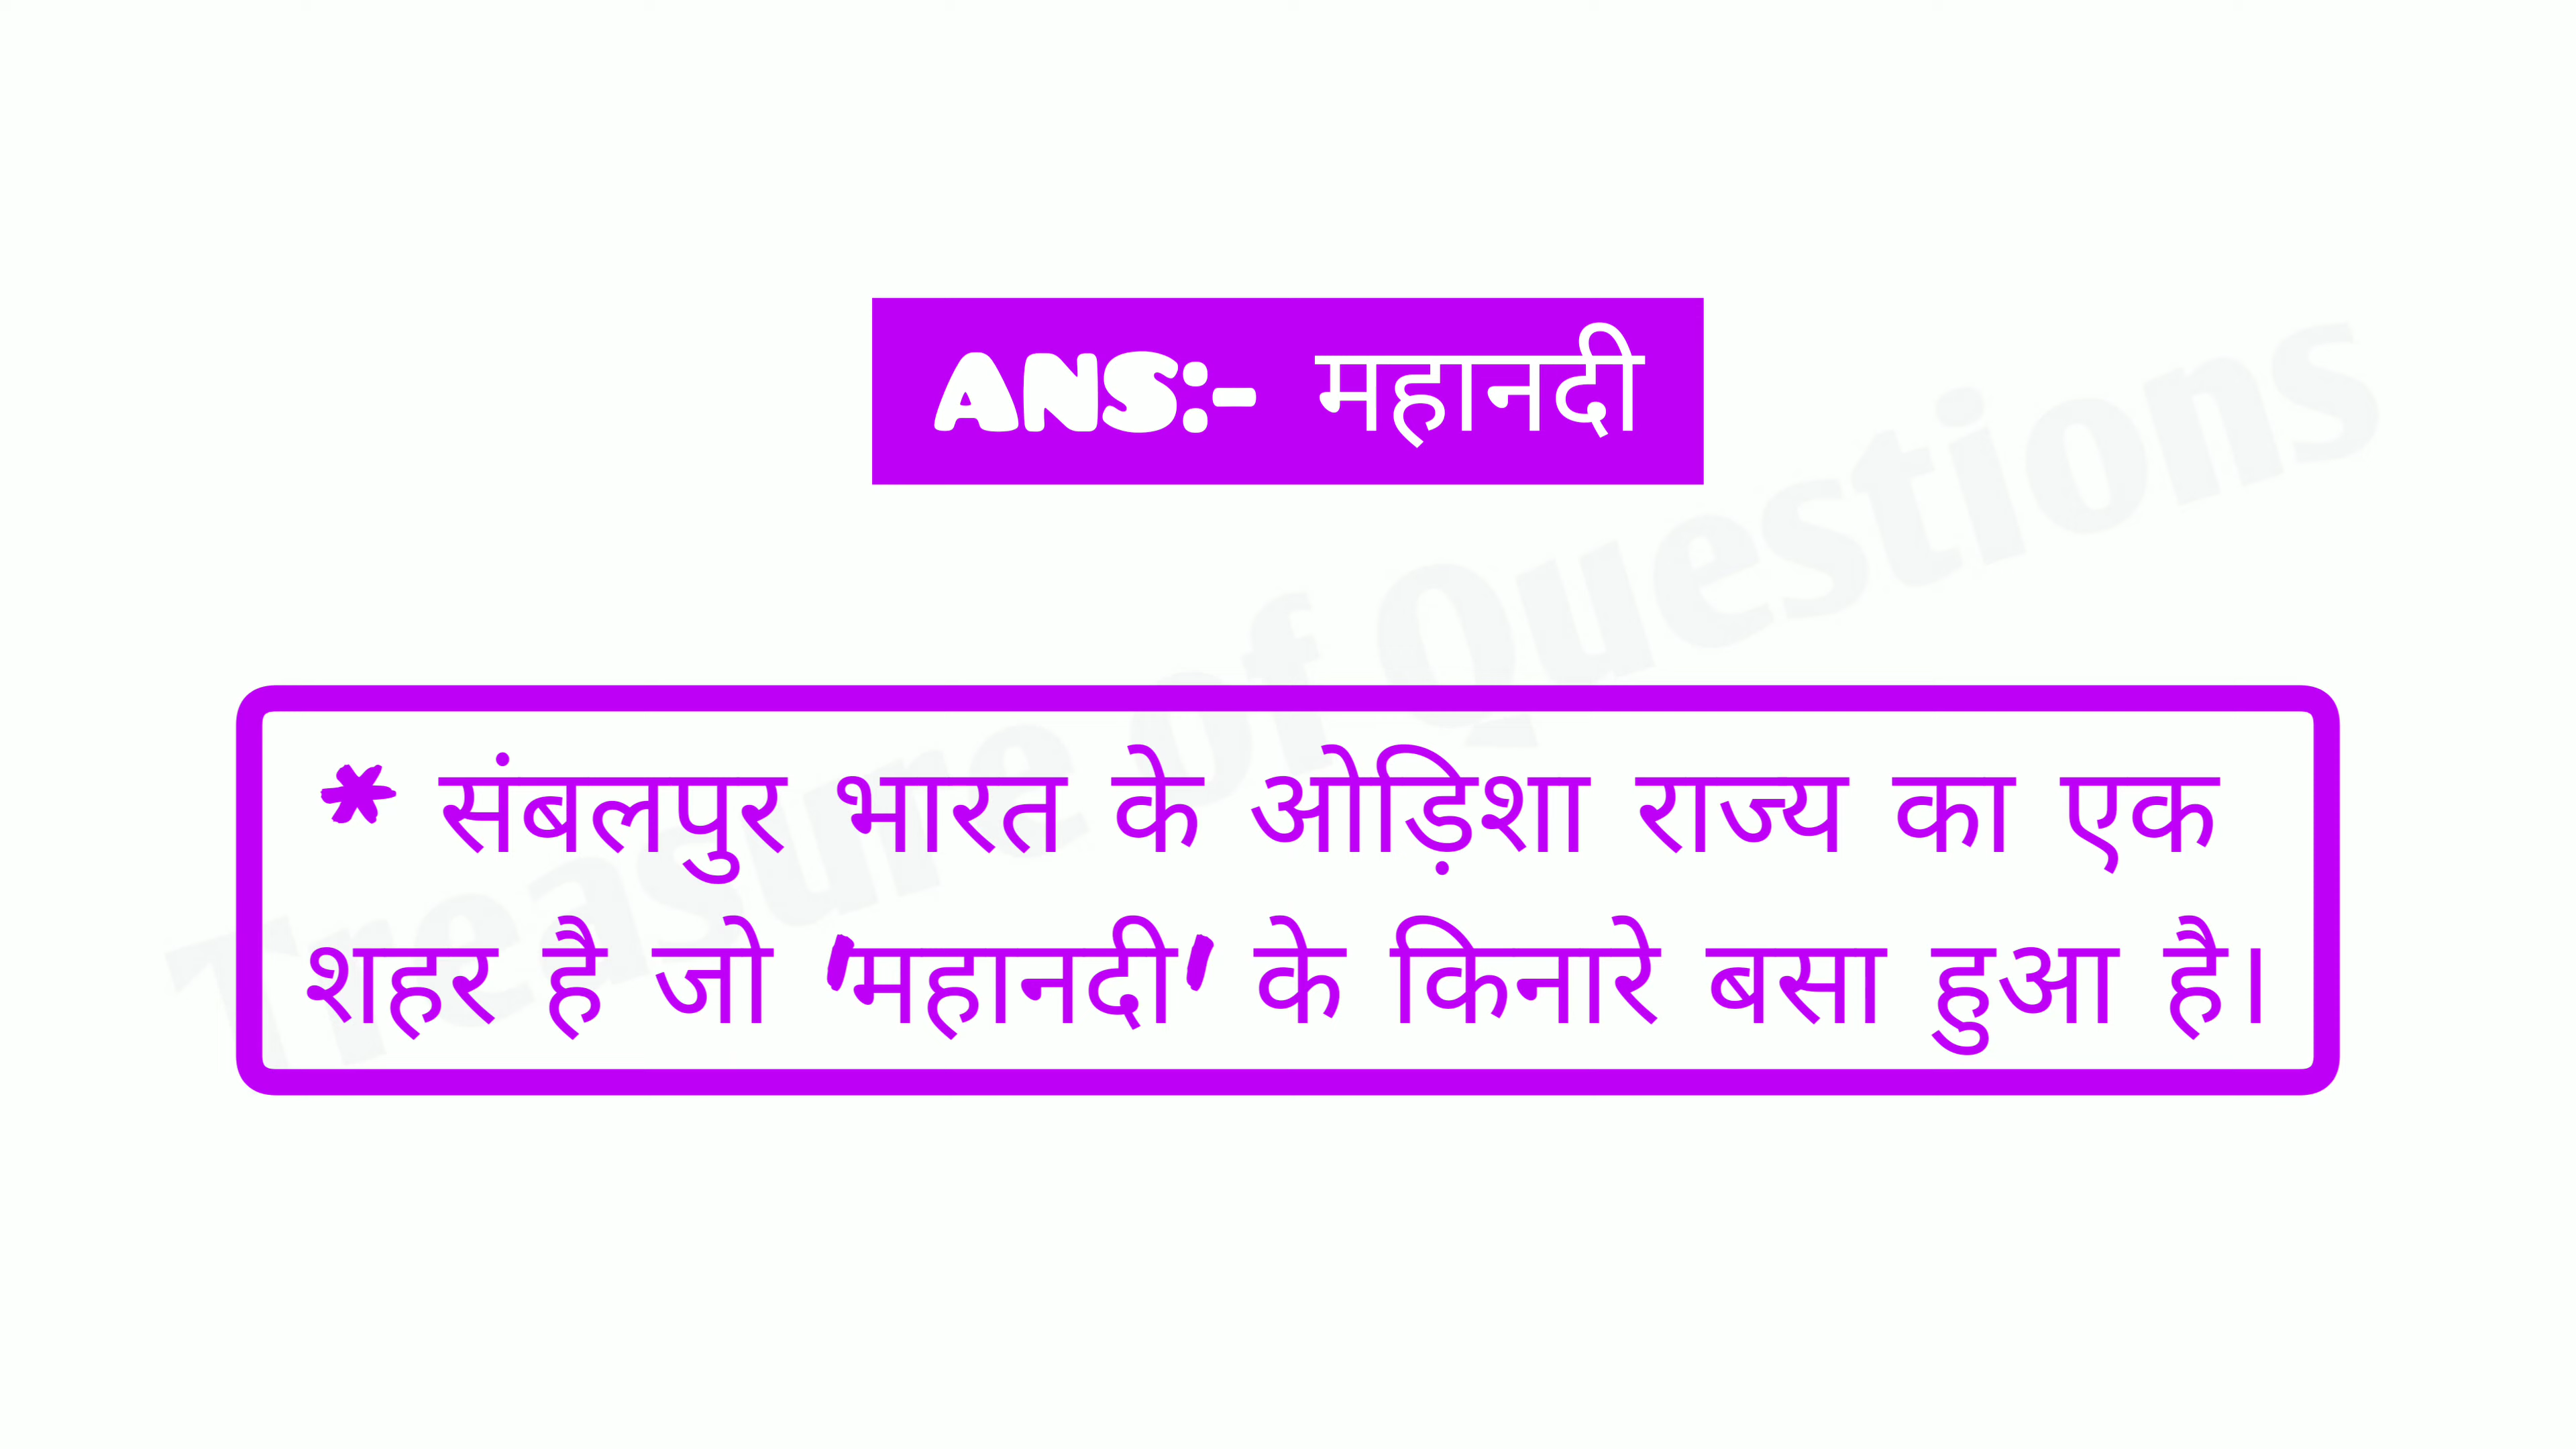 ANS:- महानदी
Treasure of Questions
* संबलपुर भारत के ओड़िशा राज्य का एक
शहर है जो 'महानदी' के किनारे बसा हुआ है।